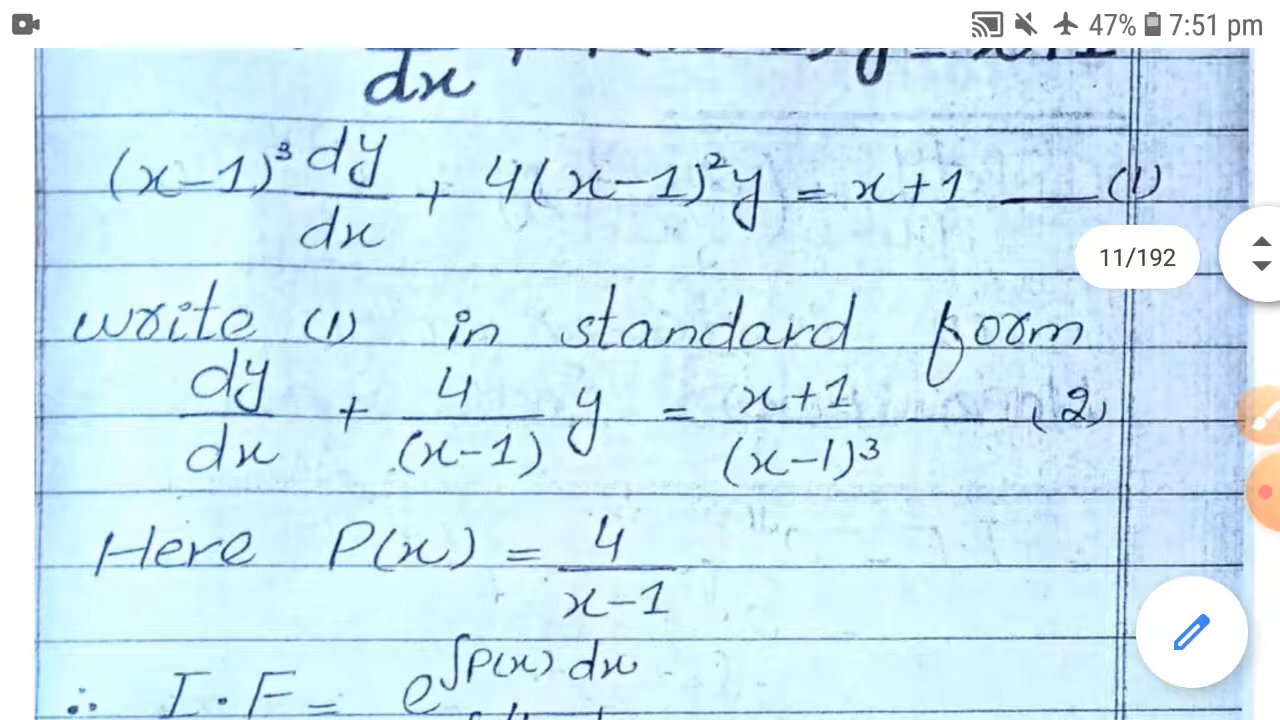 47% 7:51 pm
dx
(x-1)³ dy/dx + 4(x-1)²y = x+1 —(1)
11/192
write (1) in standard form
dy/dx + 4/(x-1) y = x+1/(x-1)³ — (2)
Here P(x) = 4/x-1
∴ I.F = e^∫P(x) dx